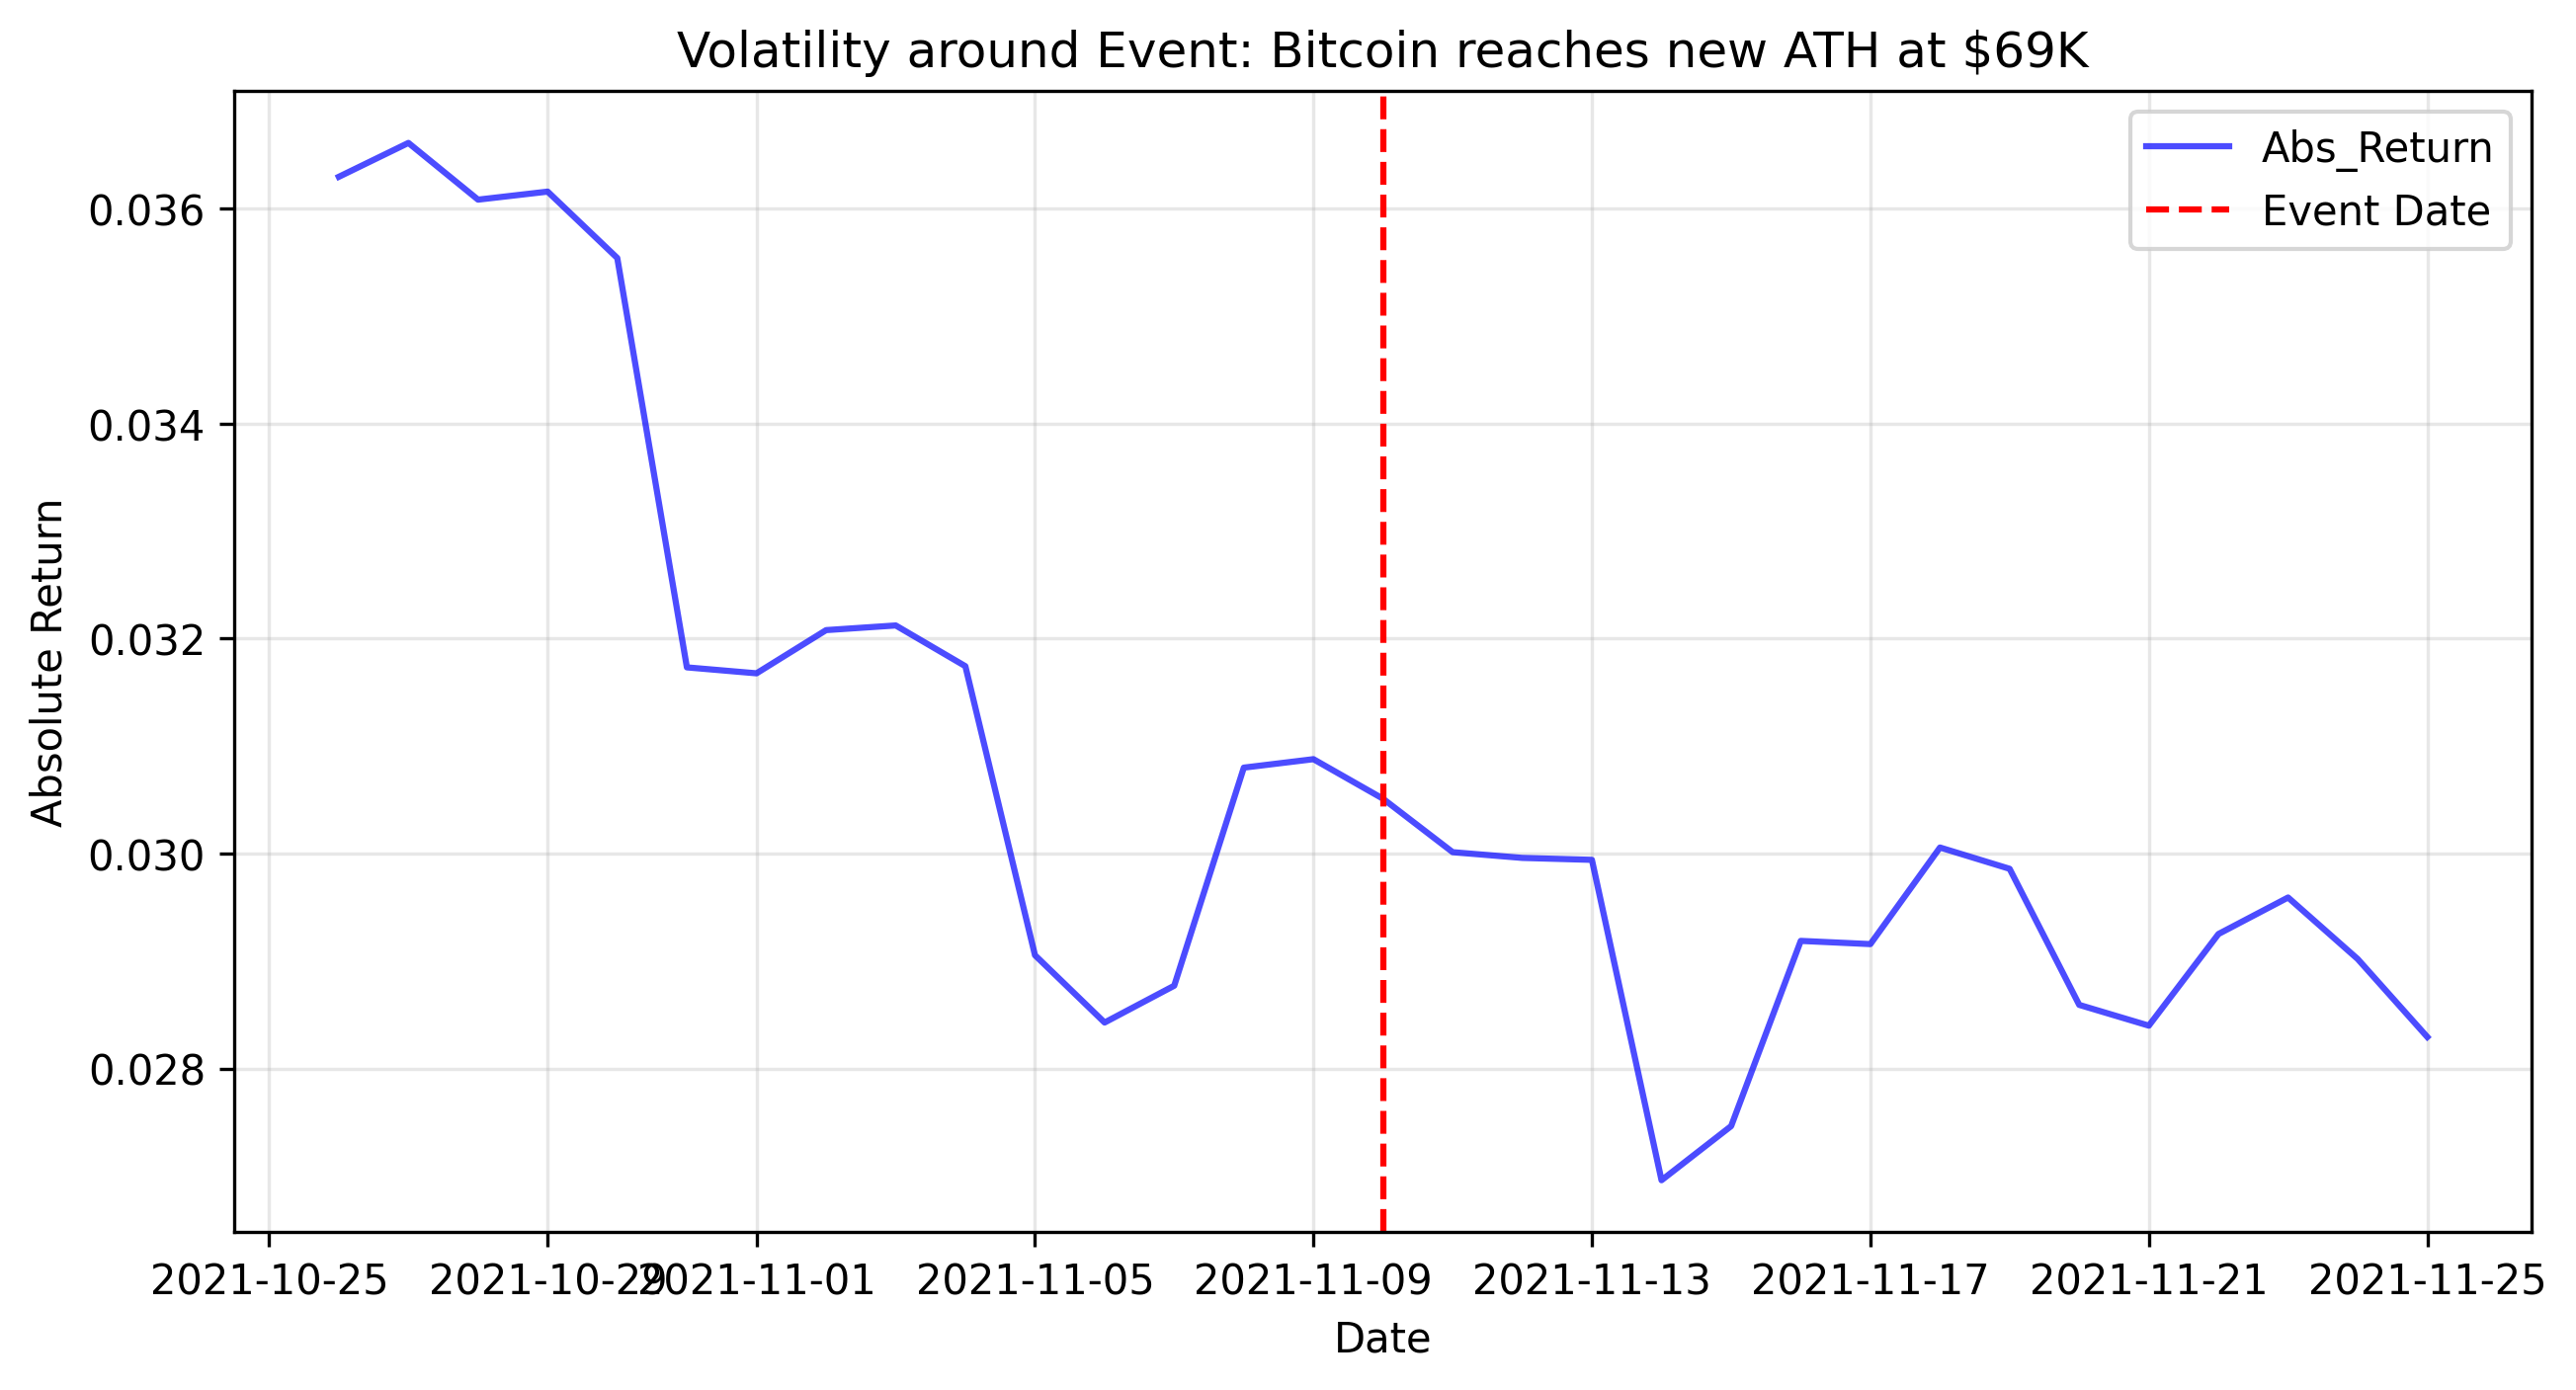 Volatility around Event: Bitcoin reaches new ATH at $69K
Abs_Return
Event Date
Absolute Return
0.036
0.034
0.032
0.030
0.028
2021-10-25 2021-10-29 2021-11-01 2021-11-05 2021-11-09 2021-11-13 2021-11-17 2021-11-21 2021-11-25
Date